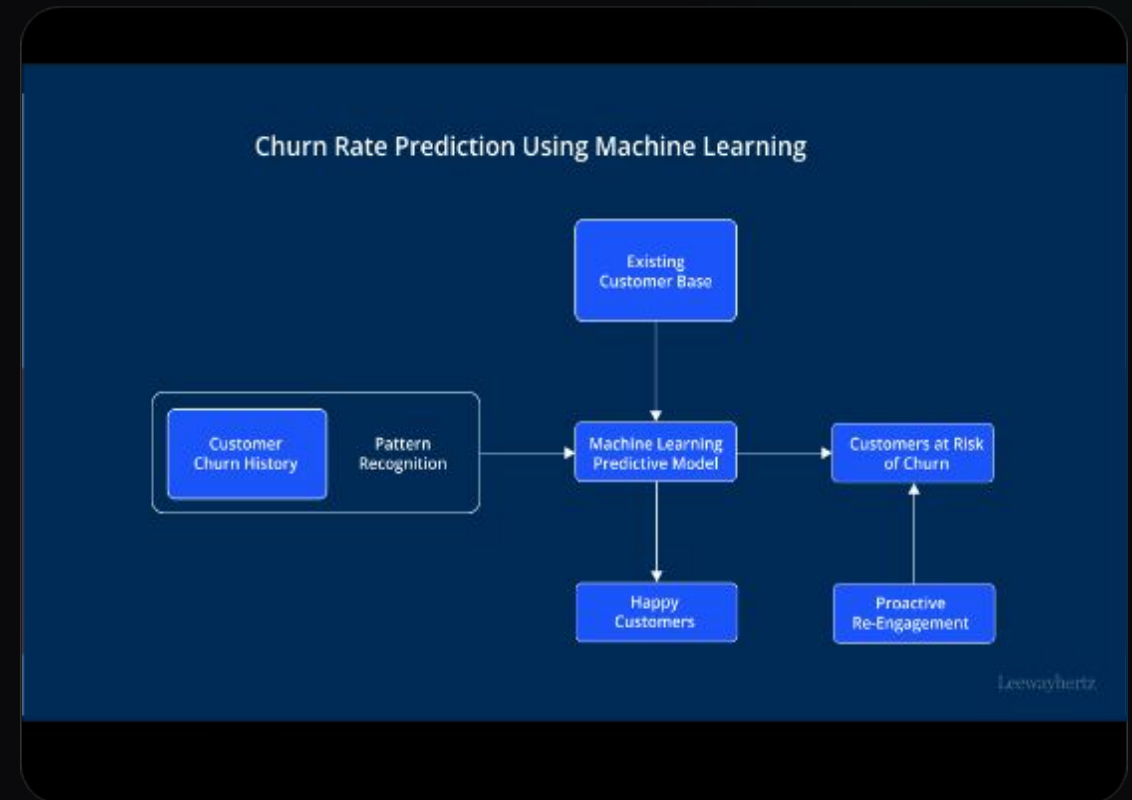 Churn Rate Prediction Using Machine Learning
Existing
Customer Base
Customer
Churn History
Pattern
Recognition
Machine Learning
Predictive Model
Customers at Risk
of Churn
Happy
Customers
Proactive
Re-Engagement
Leewayhertz